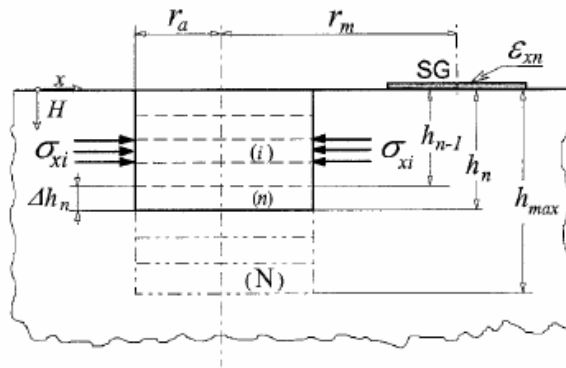 r_a r_m
SG ε_xn
x
H
σ_xi (i) σ_xi
h_n-1
h_n
Δh_n (n)
h_max
(N)